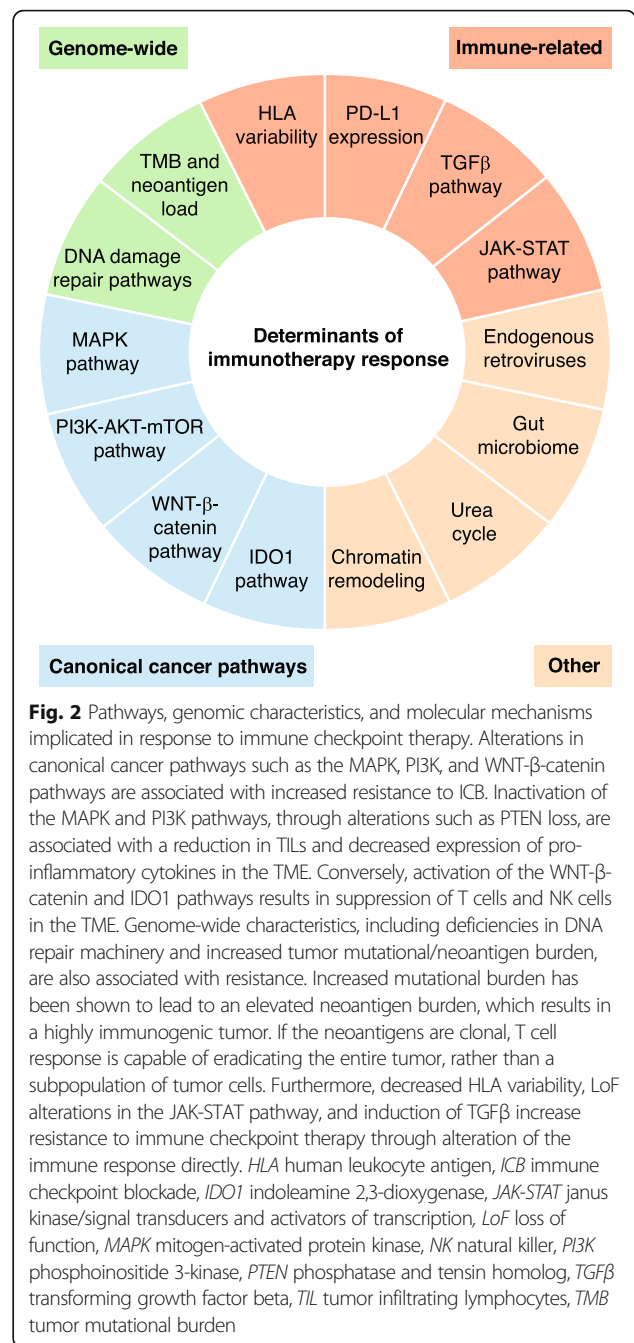 Genome-wide
Immune-related
HLA
variability
PD-L1
expression
TGFβ
pathway
JAK-STAT
pathway
Endogenous
retroviruses
Gut
microbiome
Urea
cycle
Chromatin
remodeling
IDO1
pathway
WNT-β-
catenin
pathway
PI3K-AKT-mTOR
pathway
MAPK
pathway
DNA damage
repair pathways
TMB and
neoantigen
load
Determinants of
immunotherapy response
Canonical cancer pathways
Other
Fig. 2 Pathways, genomic characteristics, and molecular mechanisms
implicated in response to immune checkpoint therapy. Alterations in
canonical cancer pathways such as the MAPK, PI3K, and WNT-β-catenin
pathways are associated with increased resistance to ICB. Inactivation of
the MAPK and PI3K pathways, through alterations such as PTEN loss, are
associated with a reduction in TILs and decreased expression of pro-
inflammatory cytokines in the TME. Conversely, activation of the WNT-β-
catenin and IDO1 pathways results in suppression of T cells and NK cells
in the TME. Genome-wide characteristics, including deficiencies in DNA
repair machinery and increased tumor mutational/neoantigen burden,
are also associated with resistance. Increased mutational burden has
been shown to lead to an elevated neoantigen burden, which results in
a highly immunogenic tumor. If the neoantigens are clonal, T cell
response is capable of eradicating the entire tumor, rather than a
subpopulation of tumor cells. Furthermore, decreased HLA variability, LoF
alterations in the JAK-STAT pathway, and induction of TGFβ increase
resistance to immune checkpoint therapy through alteration of the
immune response directly. HLA human leukocyte antigen, ICB immune
checkpoint blockade, IDO1 indoleamine 2,3-dioxygenase, JAK-STAT janus
kinase/signal transducers and activators of transcription, LoF loss of
function, MAPK mitogen-activated protein kinase, NK natural killer, PI3K
phosphoinositide 3-kinase, PTEN phosphatase and tensin homolog, TGFβ
transforming growth factor beta, TIL tumor infiltrating lymphocytes, TMB
tumor mutational burden